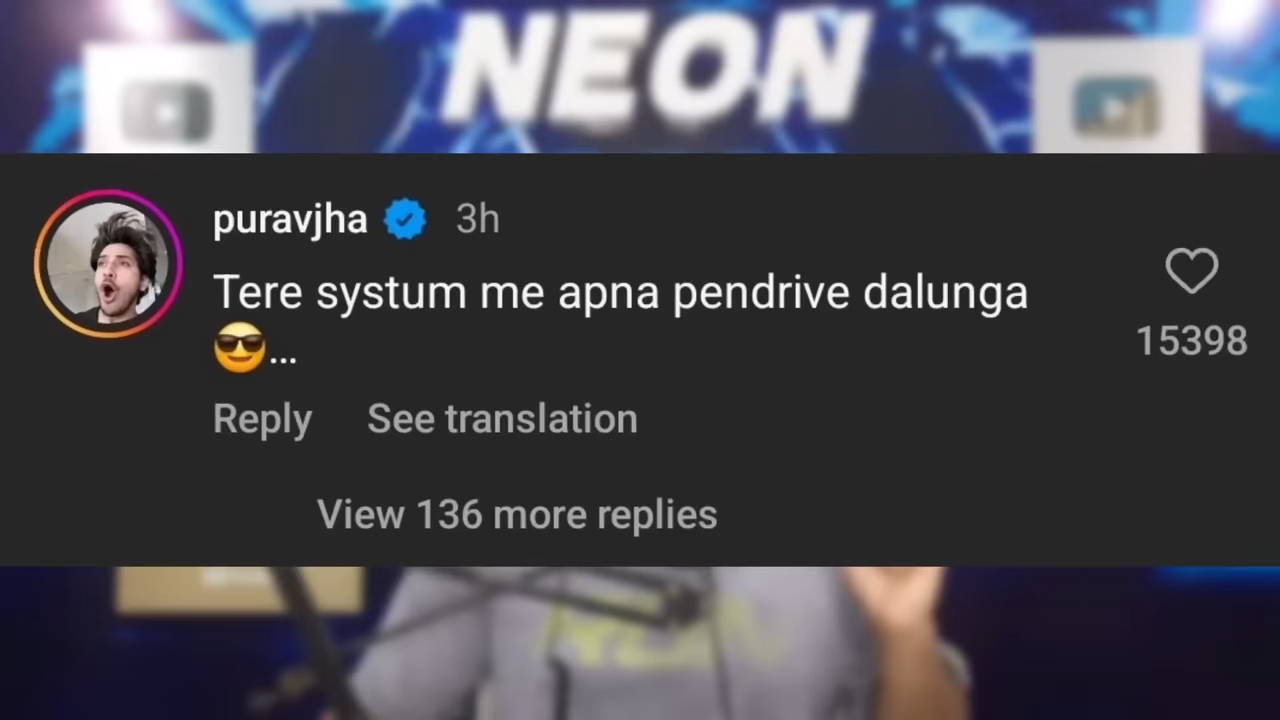 NEON
puravjha 3h
Tere systum me apna pendrive dalunga
😎...
15398
Reply See translation
View 136 more replies